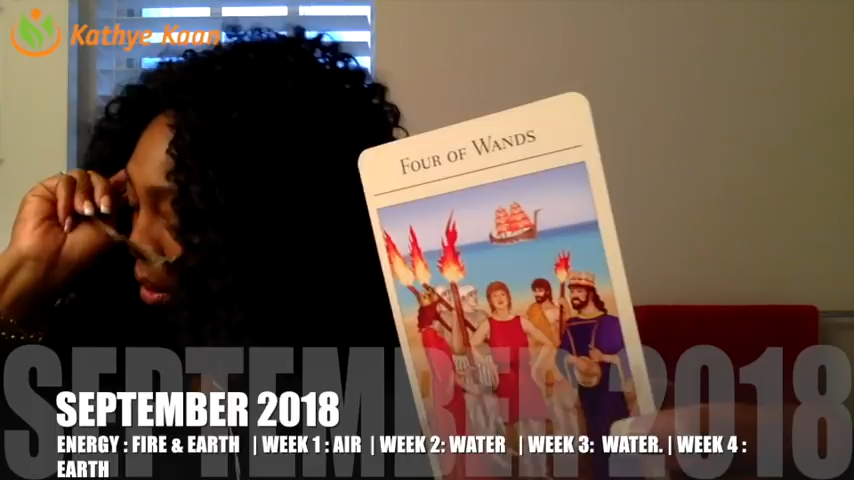 Kathye Kaan
FOUR OF WANDS
SEPTEMBER 2018
SEPTEMBER 2018
ENERGY : FIRE & EARTH | WEEK 1 : AIR | WEEK 2: WATER | WEEK 3: WATER. | WEEK 4 :
EARTH